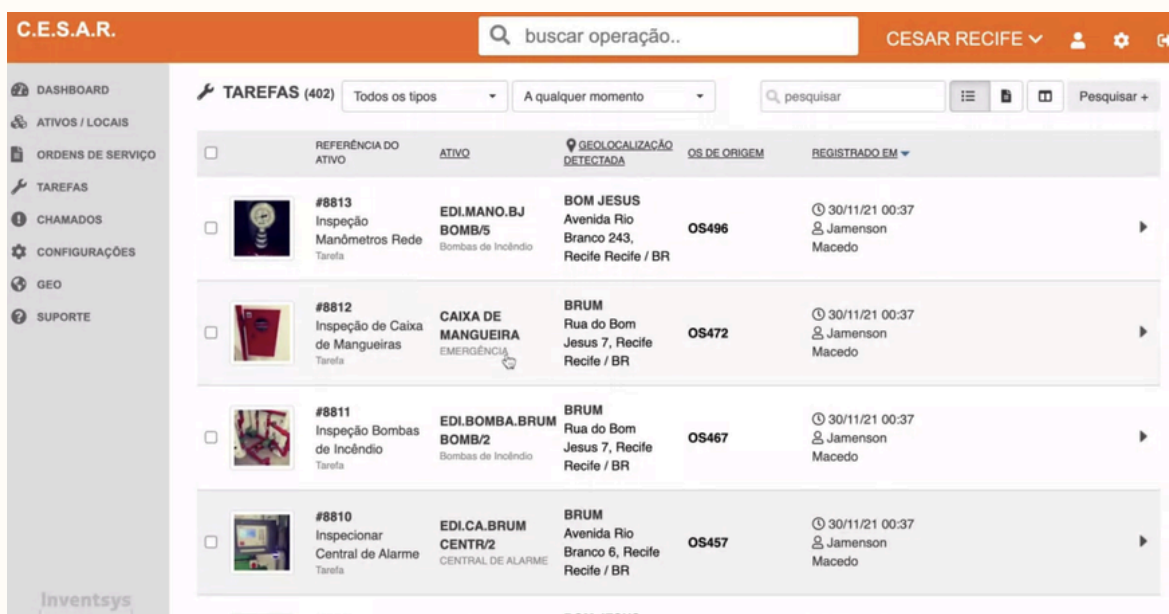 C.E.S.A.R.
buscar operação..
CESAR RECIFE
DASHBOARD
ATIVOS / LOCAIS
ORDENS DE SERVIÇO
TAREFAS
CHAMADOS
CONFIGURAÇÕES
GEO
SUPORTE
Inventsys
TAREFAS (402)
Todos os tipos
A qualquer momento
pesquisar
Pesquisar +
REFERÊNCIA DO
ATIVO
ATIVO
GEOLOCALIZAÇÃO
DETECTADA
OS DE ORIGEM
REGISTRADO EM
#8813
Inspeção
Manômetros Rede
Tarefa
EDI.MANO.BJ
BOMB/5
Bombas de Incêndio
BOM JESUS
Avenida Rio
Branco 243,
Recife Recife / BR
OS496
30/11/21 00:37
Jamenson
Macedo
#8812
Inspeção de Caixa
de Mangueiras
Tarefa
CAIXA DE
MANGUEIRA
EMERGÊNCIA
BRUM
Rua do Bom
Jesus 7, Recife
Recife / BR
OS472
30/11/21 00:37
Jamenson
Macedo
#8811
Inspeção Bombas
de Incêndio
Tarefa
EDI.BOMBA.BRUM
BOMB/2
Bombas de Incêndio
BRUM
Rua do Bom
Jesus 7, Recife
Recife / BR
OS467
30/11/21 00:37
Jamenson
Macedo
#8810
Inspecionar
Central de Alarme
Tarefa
EDI.CA.BRUM
CENTR/2
CENTRAL DE ALARME
BRUM
Avenida Rio
Branco 6, Recife
Recife / BR
OS457
30/11/21 00:37
Jamenson
Macedo